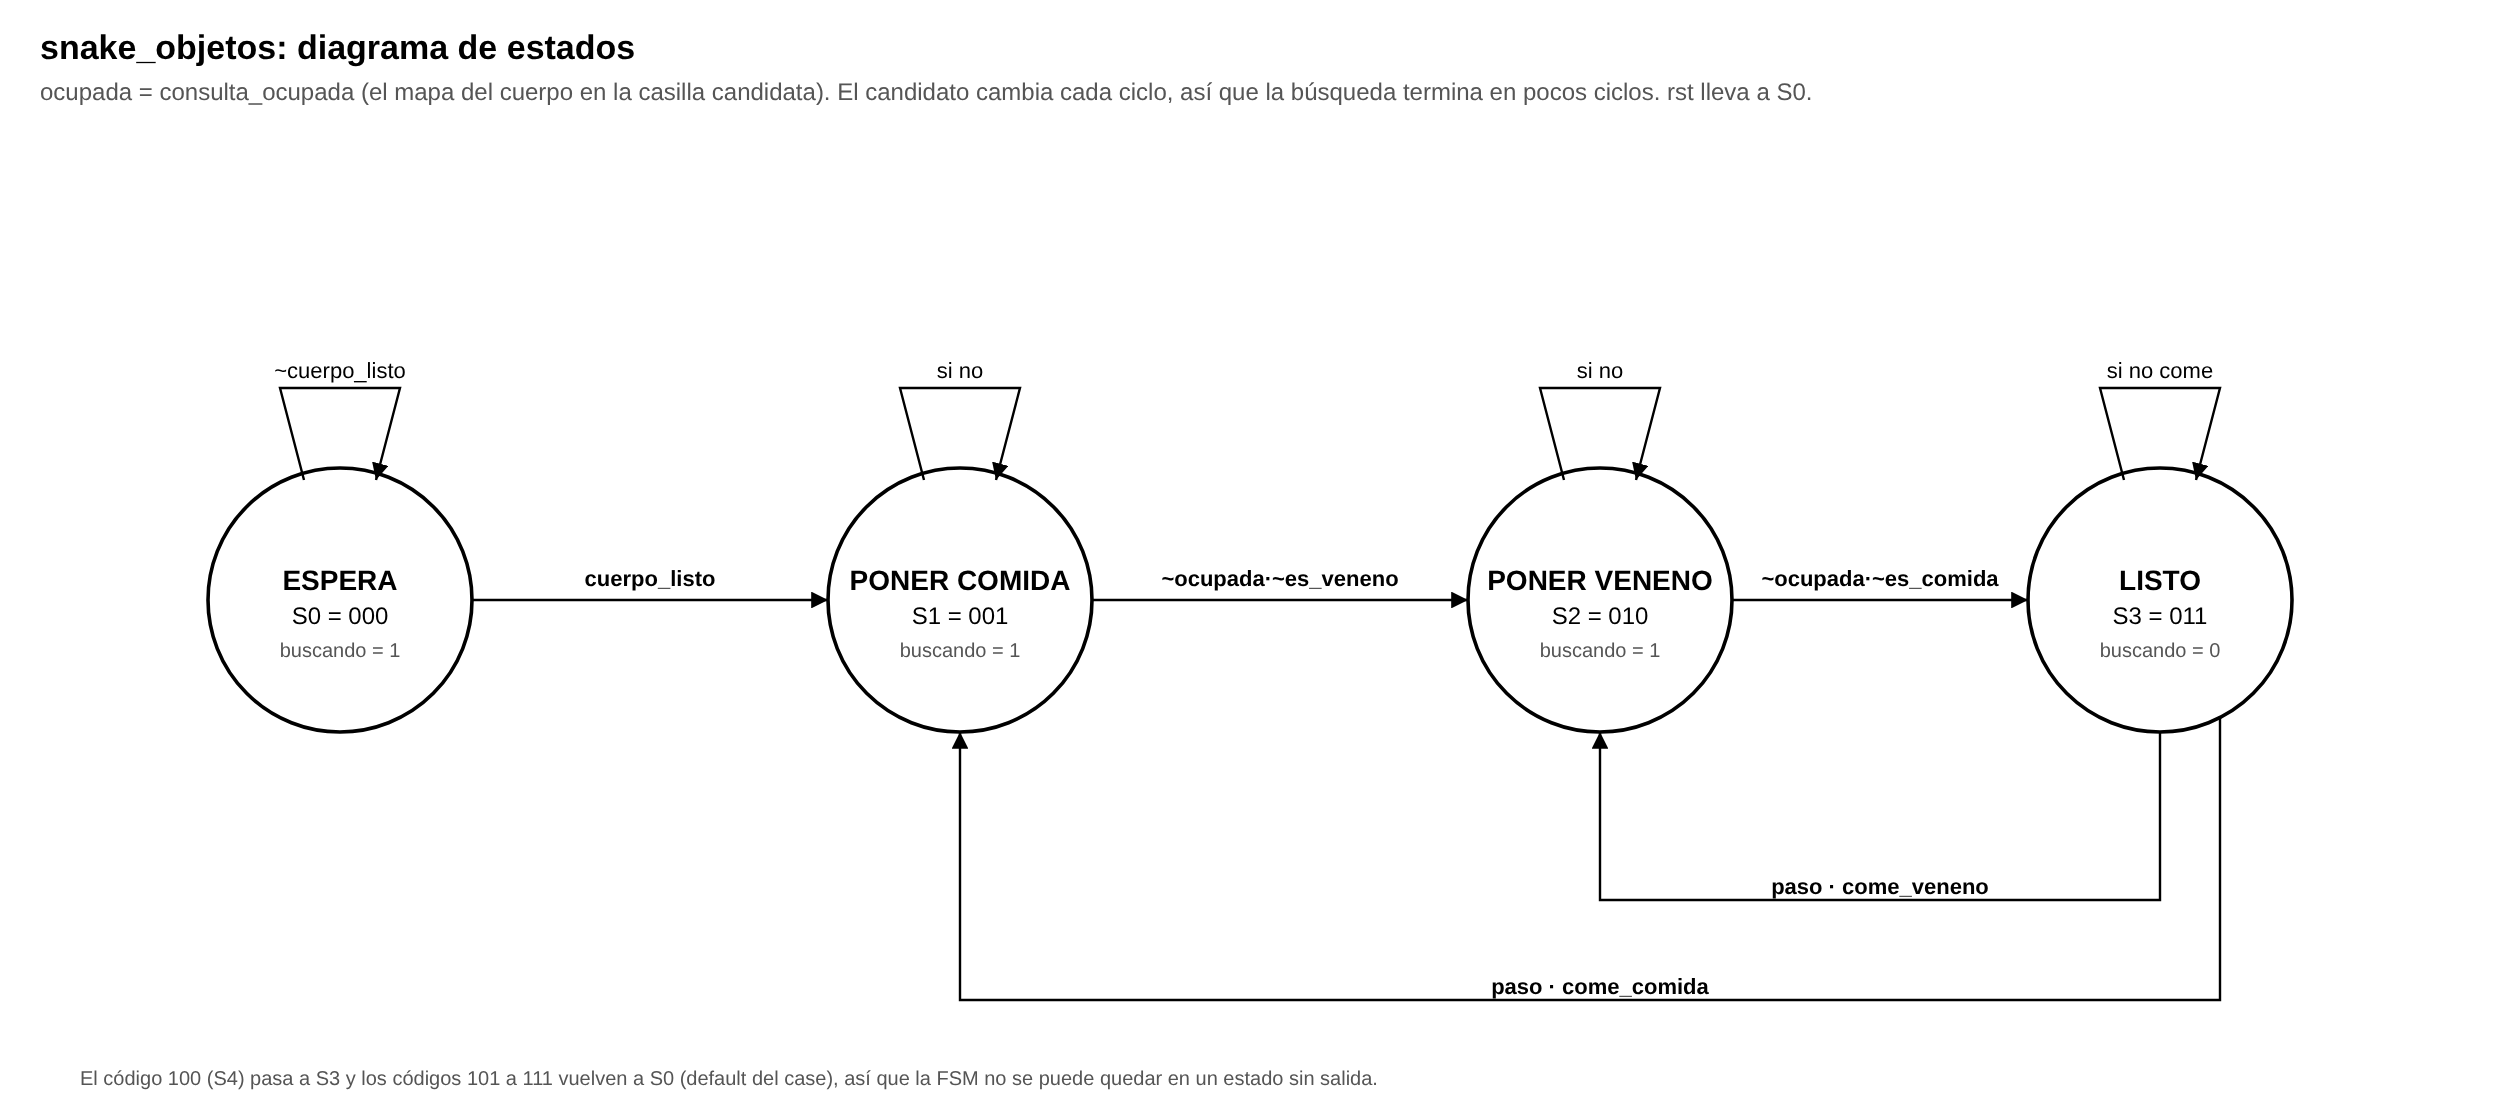 snake_objetos: diagrama de estados
ocupada = consulta_ocupada (el mapa del cuerpo en la casilla candidata). El candidato cambia cada ciclo, así que la búsqueda termina en pocos ciclos. rst lleva a S0.
~cuerpo_listo
si no
si no
si no come
ESPERA
S0 = 000
buscando = 1
cuerpo_listo
PONER COMIDA
S1 = 001
buscando = 1
~ocupada·~es_veneno
PONER VENENO
S2 = 010
buscando = 1
~ocupada·~es_comida
LISTO
S3 = 011
buscando = 0
paso · come_veneno
paso · come_comida
El código 100 (S4) pasa a S3 y los códigos 101 a 111 vuelven a S0 (default del case), así que la FSM no se puede quedar en un estado sin salida.